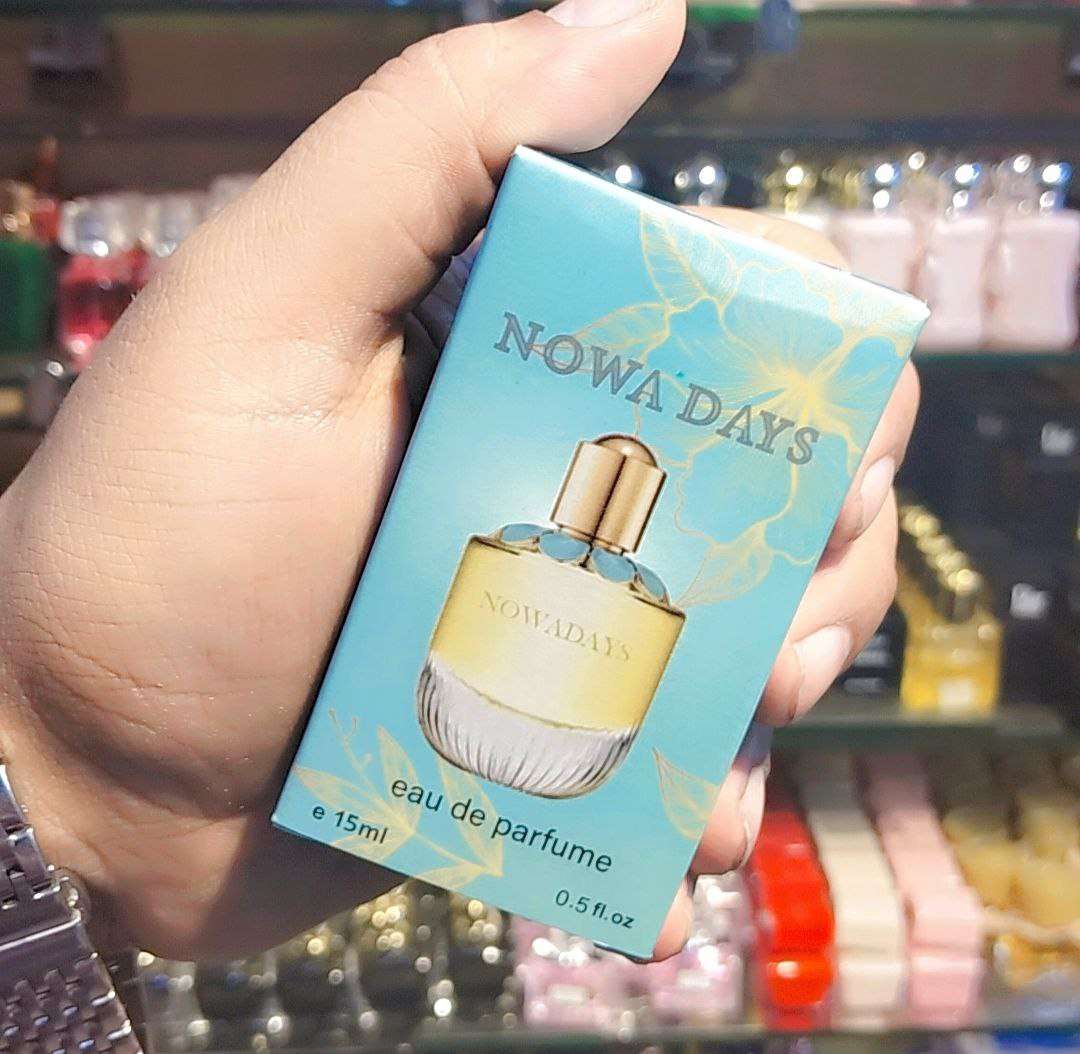 NOWA DAYS
NOWADAYS
eau de parfume
e 15ml
0.5 fl.oz